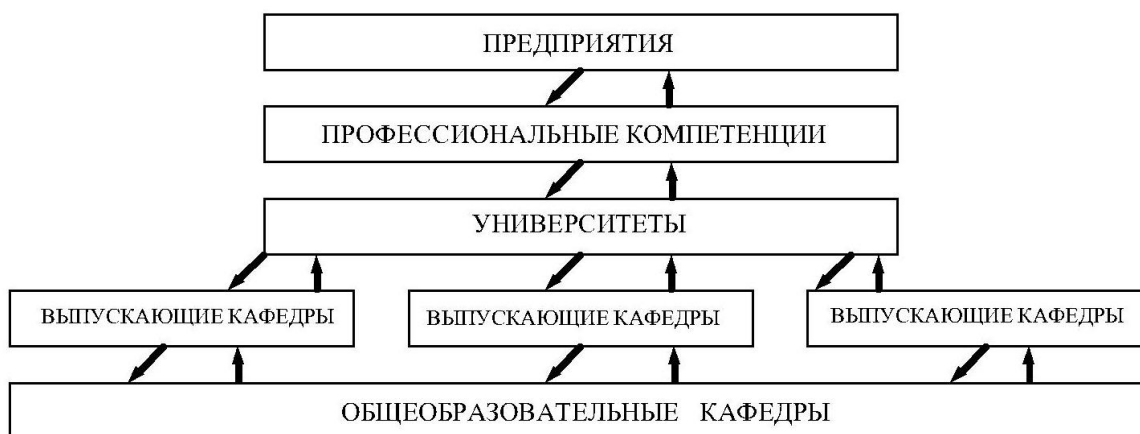 ПРЕДПРИЯТИЯ
ПРОФЕССИОНАЛЬНЫЕ КОМПЕТЕНЦИИ
УНИВЕРСИТЕТЫ
ВЫПУСКАЮЩИЕ КАФЕДРЫ
ВЫПУСКАЮЩИЕ КАФЕДРЫ
ВЫПУСКАЮЩИЕ КАФЕДРЫ
ОБЩЕОБРАЗОВАТЕЛЬНЫЕ КАФЕДРЫ